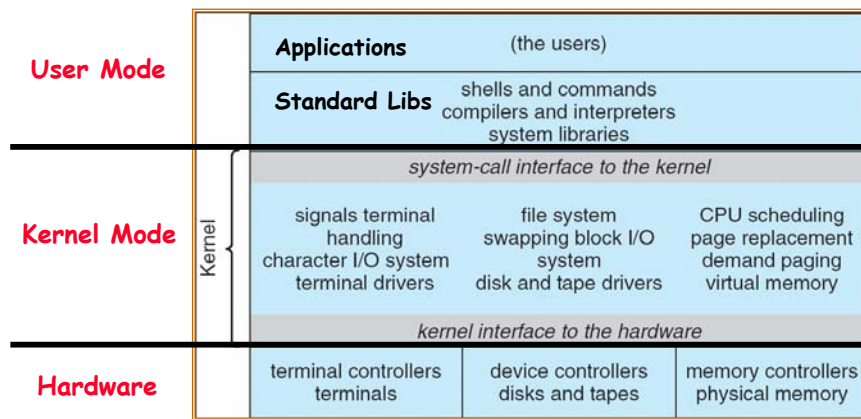 User Mode
Applications
(the users)
Standard Libs
shells and commands
compilers and interpreters
system libraries
Kernel Mode
Kernel
system-call interface to the kernel
signals terminal
handling
character I/O system
terminal drivers
file system
swapping block I/O
system
disk and tape drivers
CPU scheduling
page replacement
demand paging
virtual memory
kernel interface to the hardware
Hardware
terminal controllers
terminals
device controllers
disks and tapes
memory controllers
physical memory